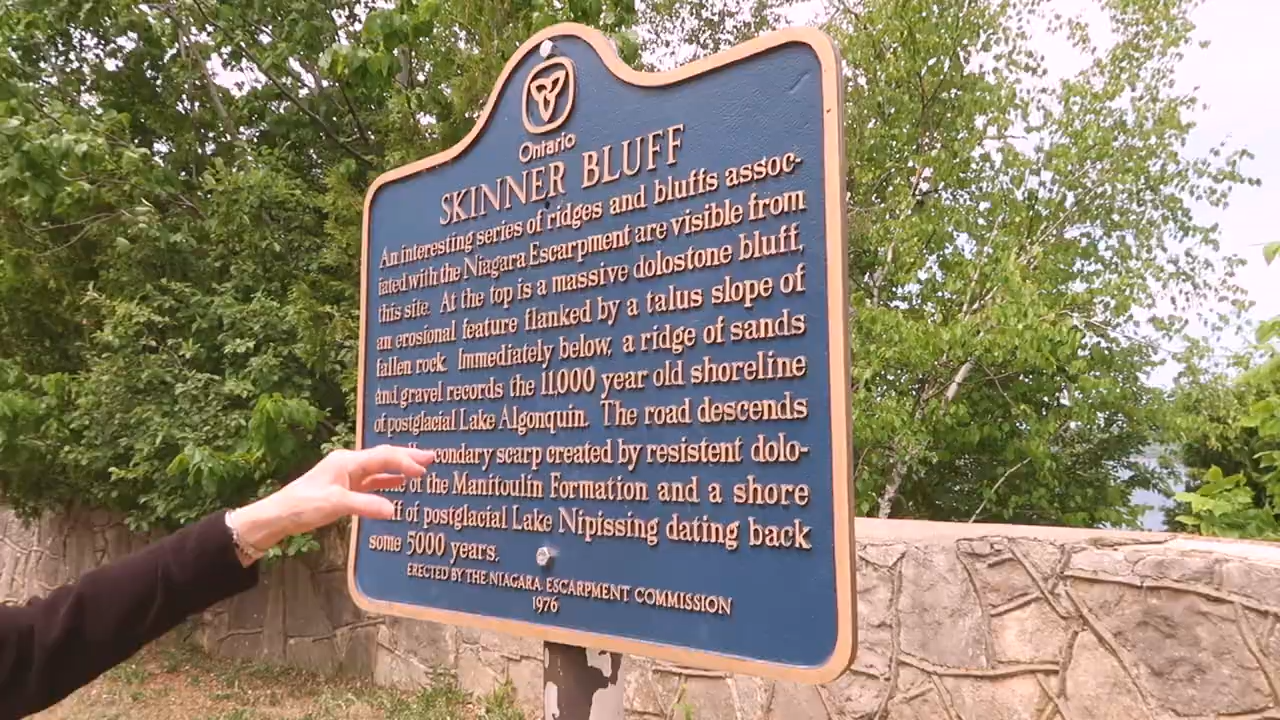 Ontario
SKINNER BLUFF
An interesting series of ridges and bluffs assoc-
iated with the Niagara Escarpment are visible from
this site. At the top is a massive dolostone bluff,
an erosional feature flanked by a talus slope of
fallen rock. Immediately below, a ridge of sands
and gravel records the 11,000 year old shoreline
of postglacial Lake Algonquin. The road descends
scarp created by resistent dolo-
of the Manitoulin Formation and a shore
of postglacial Lake Nipissing dating back
some 5000 years.
ERECTED BY THE NIAGARA ESCARPMENT COMMISSION
1976